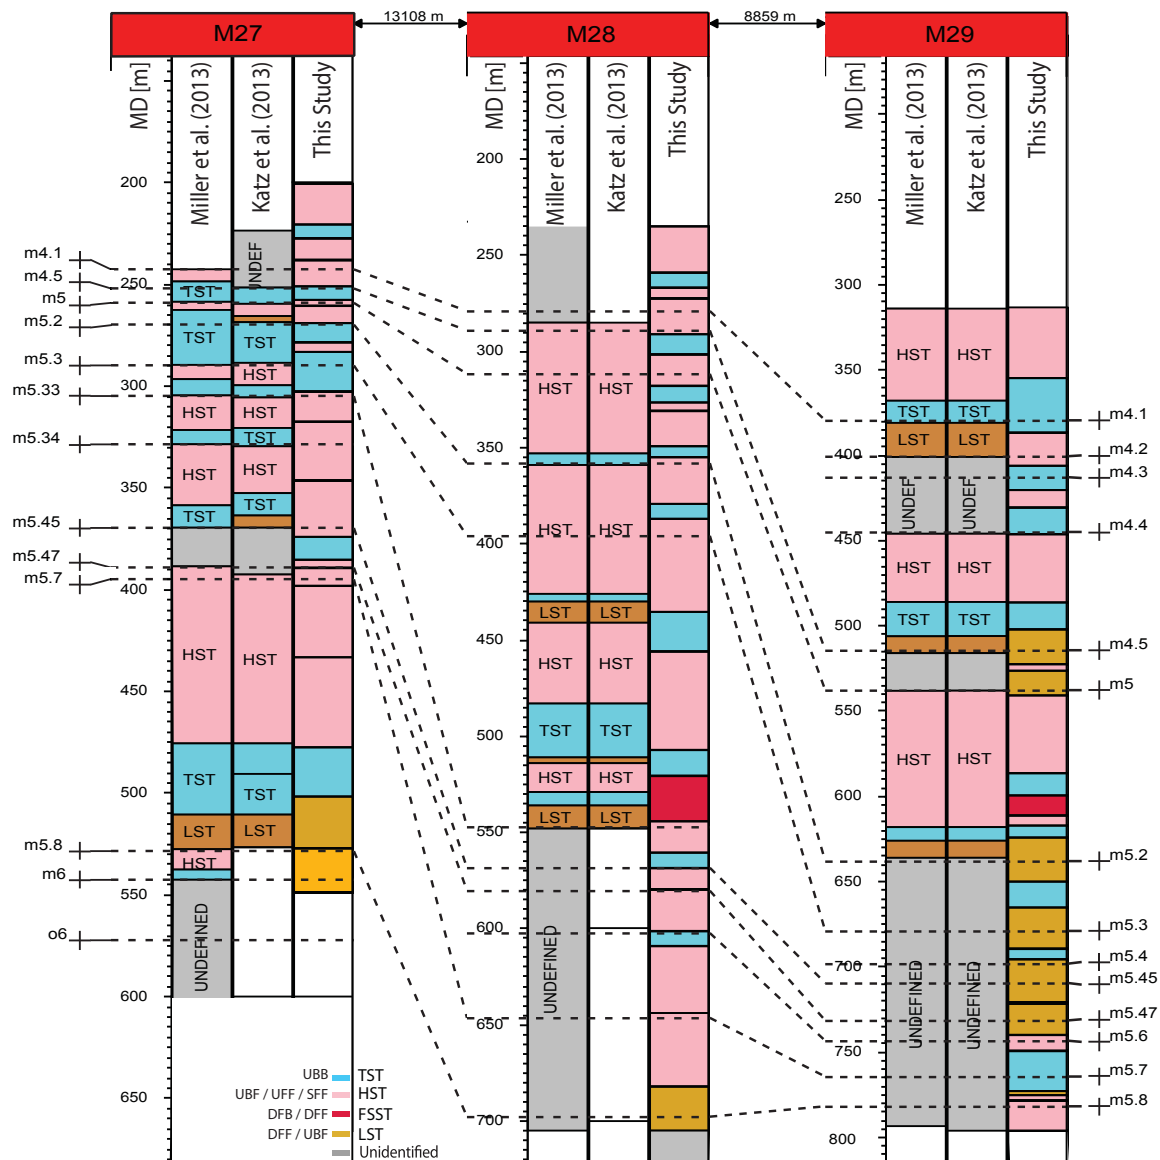 M27
13108 m
M28
8859 m
M29
MD [m]
Miller et al. (2013)
Katz et al. (2013)
This Study
MD [m]
Miller et al. (2013)
Katz et al. (2013)
This Study
MD [m]
Miller et al. (2013)
Katz et al. (2013)
This Study
m4.1
m4.5
m5
m5.2
m5.3
m5.33
m5.34
m5.45
m5.47
m5.7
m5.8
m6
o6
200
250
300
350
400
450
500
550
600
650
TST
TST
HST
HST
TST
HST
TST
LST
HST
UNDEFINED
UNDEF
TST
HST
HST
TST
HST
TST
HST
TST
LST
200
250
300
350
400
450
500
550
600
650
700
HST
HST
LST
HST
TST
HST
LST
UNDEFINED
HST
HST
LST
HST
TST
HST
LST
250
300
350
400
450
500
550
600
650
700
750
800
HST
TST
LST
UNDEF
HST
TST
HST
UNDEFINED
HST
TST
LST
UNDEF
HST
TST
HST
UNDEFINED
m4.1
m4.2
m4.3
m4.4
m4.5
m5
m5.2
m5.3
m5.4
m5.45
m5.47
m5.6
m5.7
m5.8
UBB TST
UBF / UFF / SFF HST
DFB / DFF FSST
DFF / UBF LST
Unidentified